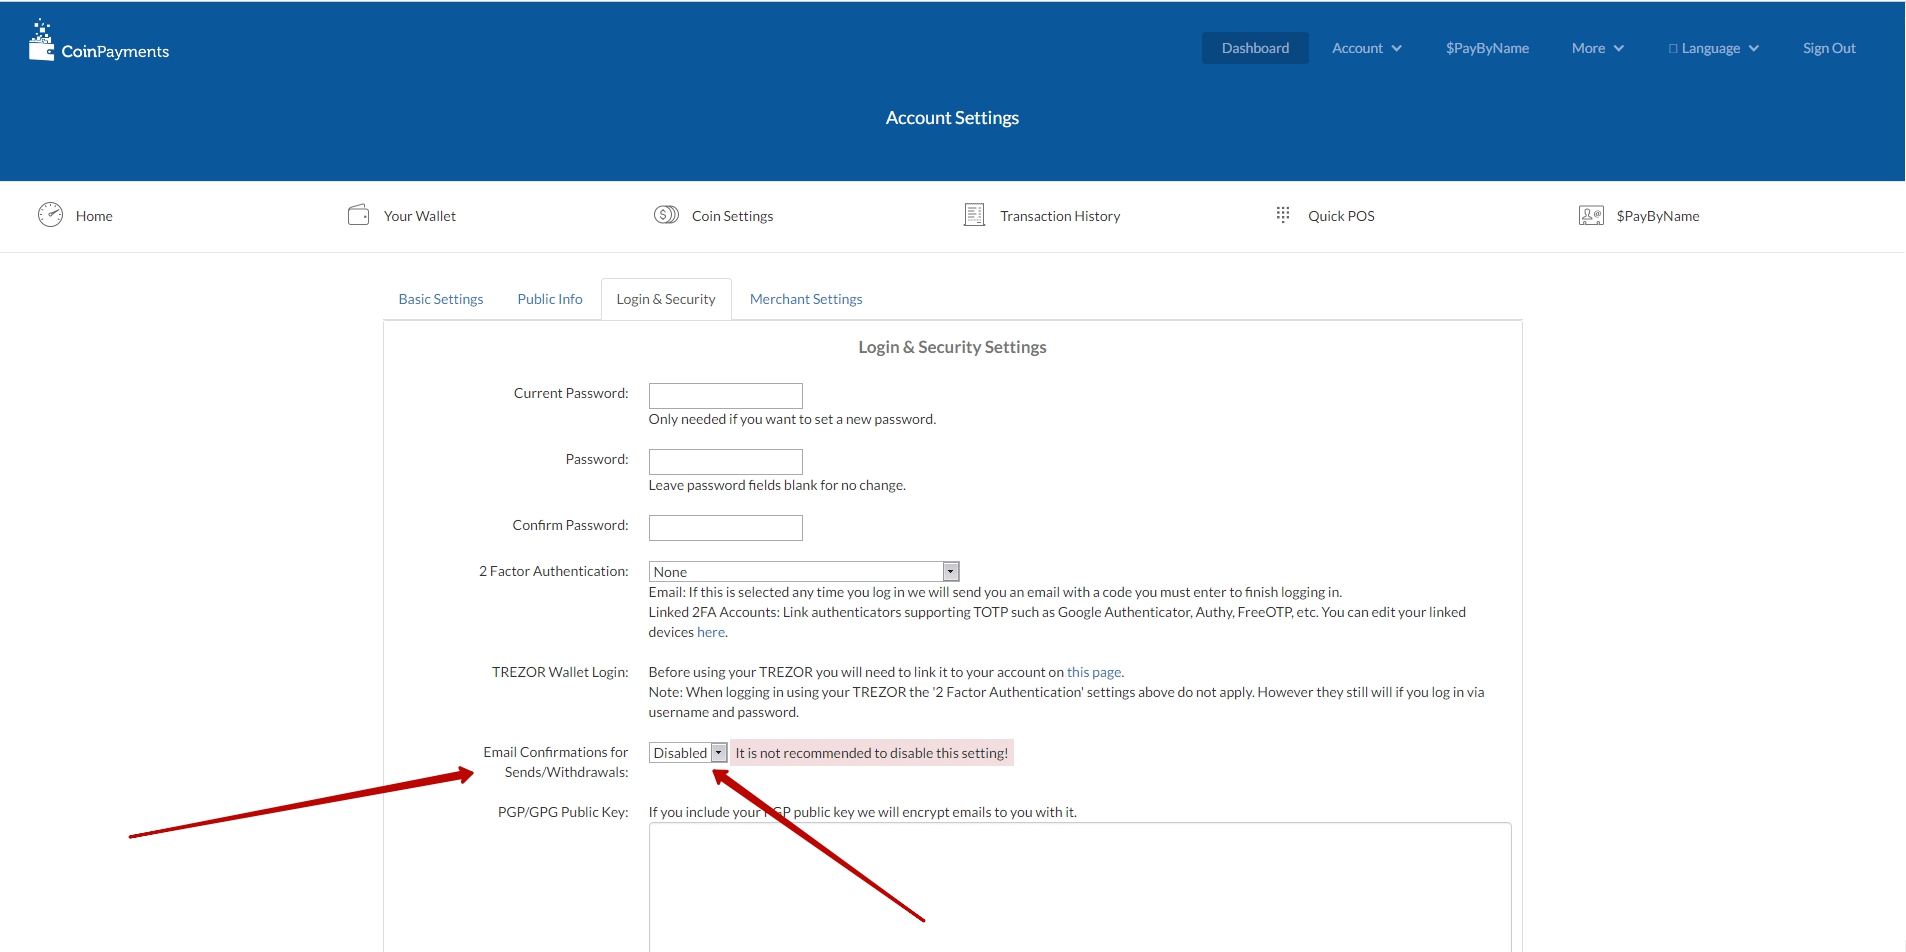 CoinPayments
Dashboard
Account
$PayByName
More
Language
Sign Out
Account Settings
Home
Your Wallet
Coin Settings
Transaction History
Quick POS
$PayByName
Basic Settings
Public Info
Login & Security
Merchant Settings
Login & Security Settings
Current Password:
Only needed if you want to set a new password.
Password:
Leave password fields blank for no change.
Confirm Password:
2 Factor Authentication:
None
Email: If this is selected any time you log in we will send you an email with a code you must enter to finish logging in.
Linked 2FA Accounts: Link authenticators supporting TOTP such as Google Authenticator, Authy, FreeOTP, etc. You can edit your linked
devices here.
TREZOR Wallet Login:
Before using your TREZOR you will need to link it to your account on this page.
Note: When logging in using your TREZOR the '2 Factor Authentication' settings above do not apply. However they still will if you log in via
username and password.
Email Confirmations for
Sends/Withdrawals:
Disabled
It is not recommended to disable this setting!
PGP/GPG Public Key:
If you include your PGP public key we will encrypt emails to you with it.